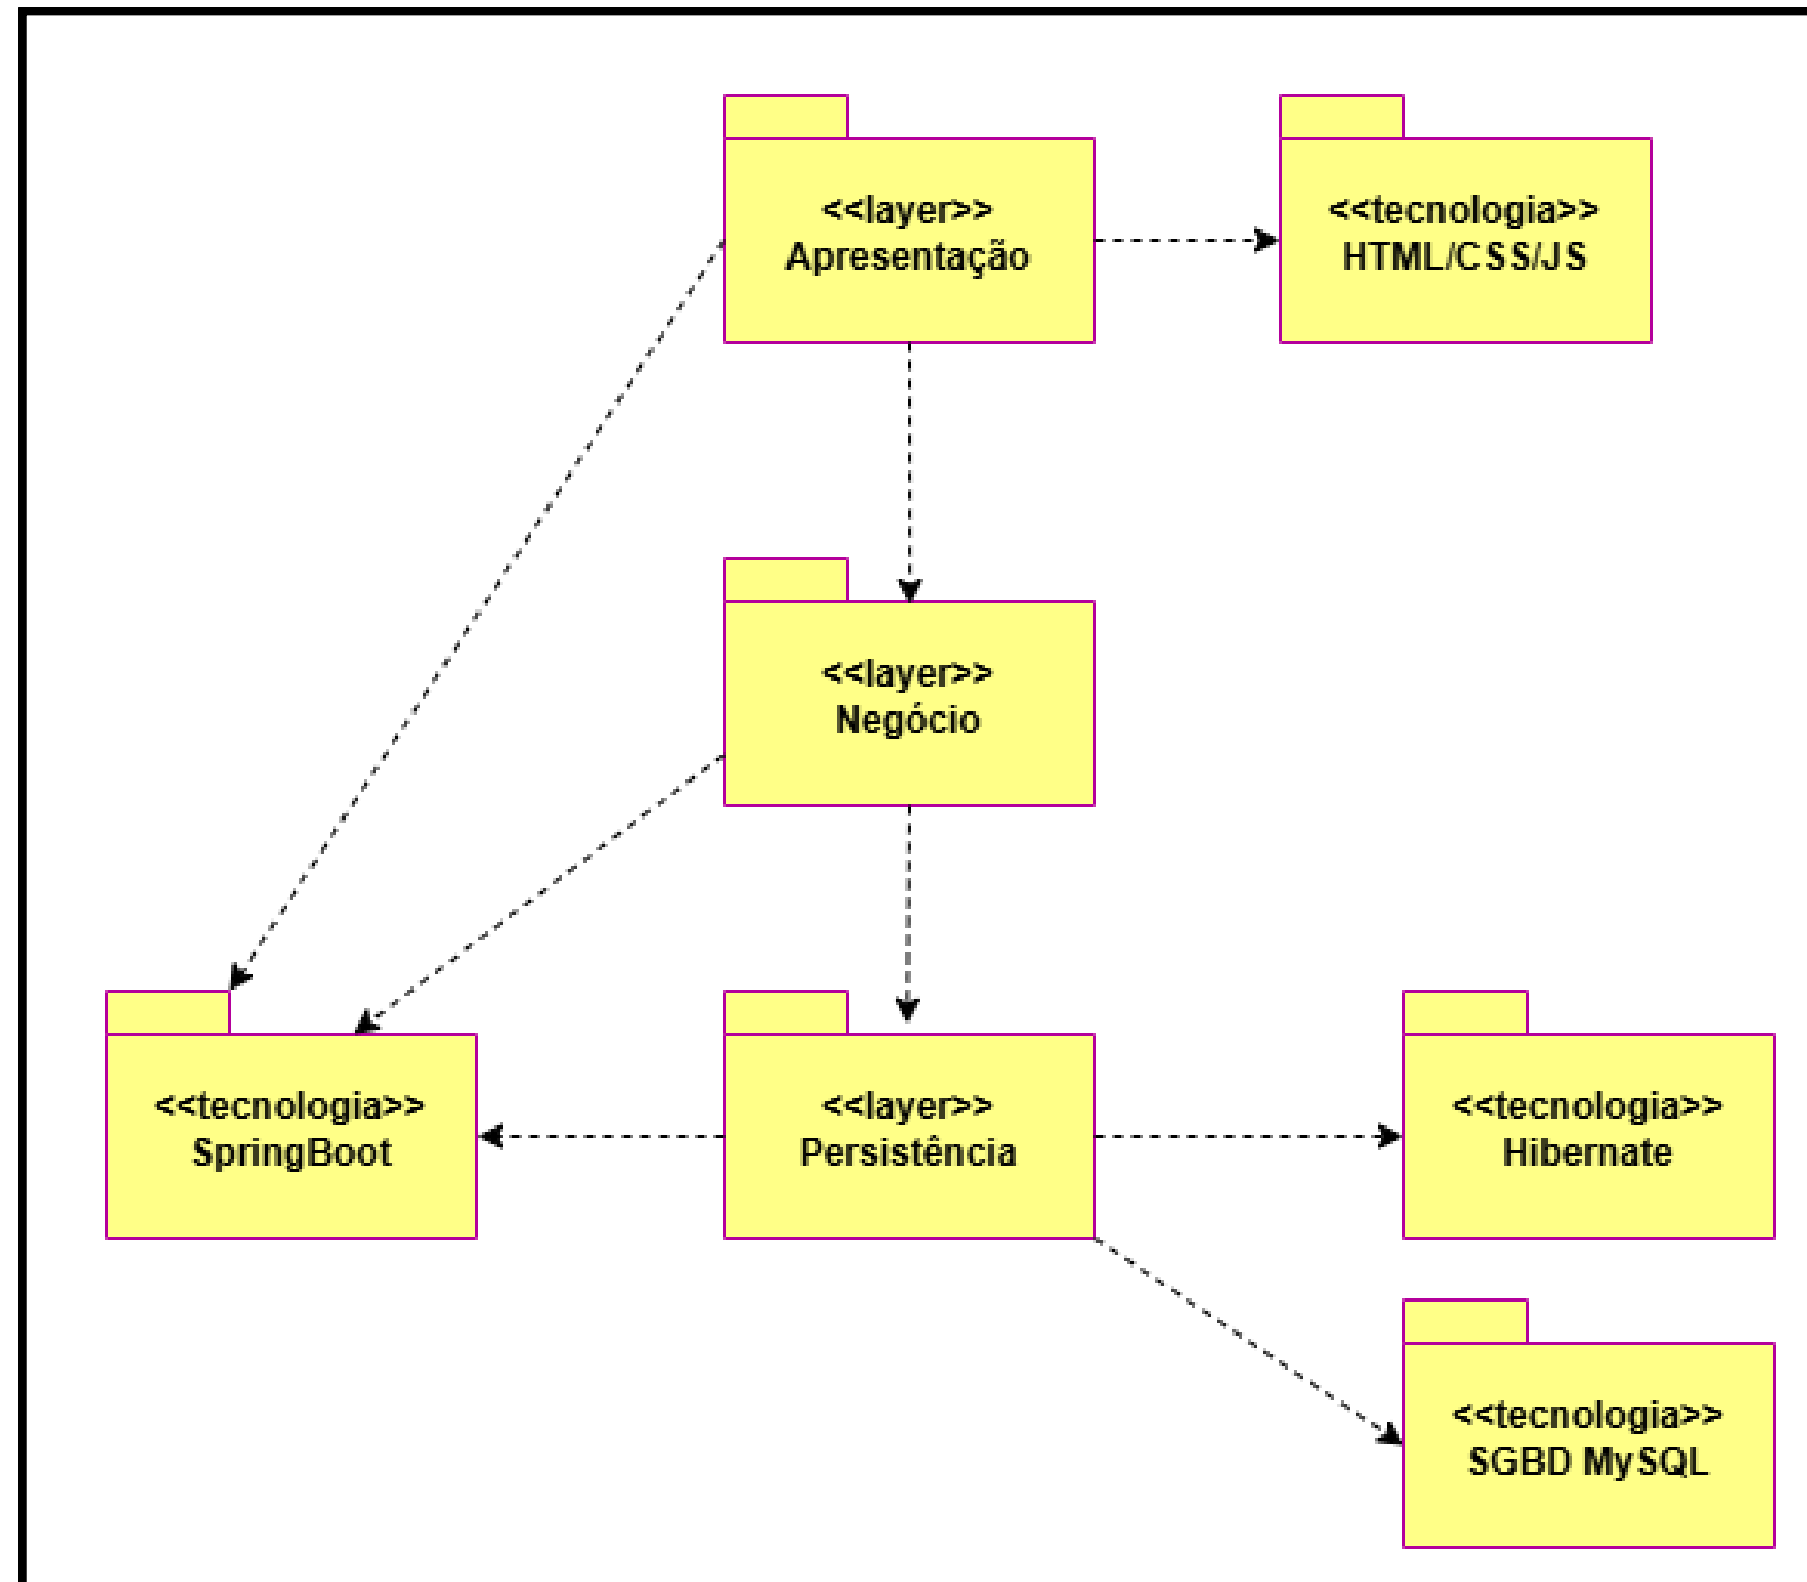 <<layer>>
Apresentação
<<tecnologia>>
HTML/CSS/JS
<<layer>>
Negócio
<<tecnologia>>
SpringBoot
<<layer>>
Persistência
<<tecnologia>>
Hibernate
<<tecnologia>>
SGBD MySQL